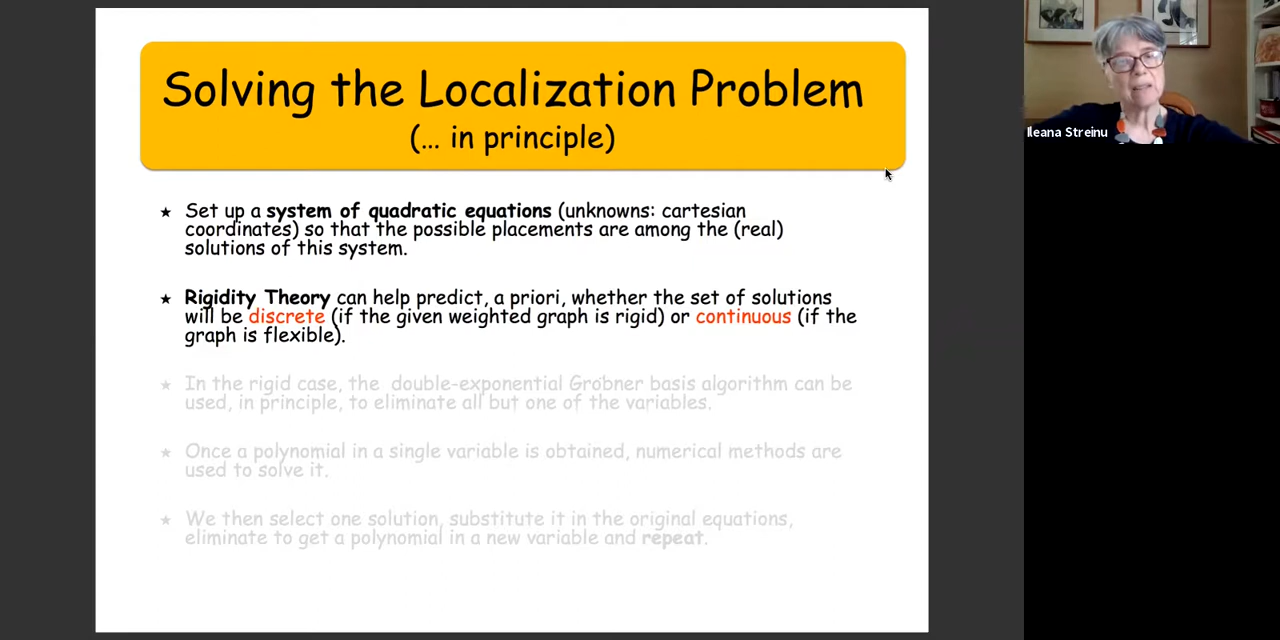 Solving the Localization Problem
(... in principle)
★ Set up a system of quadratic equations (unknowns: cartesian
coordinates) so that the possible placements are among the (real)
solutions of this system.
★ Rigidity Theory can help predict, a priori, whether the set of solutions
will be discrete (if the given weighted graph is rigid) or continuous (if the
graph is flexible).
★ In the rigid case, the double-exponential Gröbner basis algorithm can be
used, in principle, to eliminate all but one of the variables.
★ Once a polynomial in a single variable is obtained, numerical methods are
used to solve it.
★ We then select one solution, substitute it in the original equations,
eliminate to get a polynomial in a new variable and repeat.
Ileana Streinu